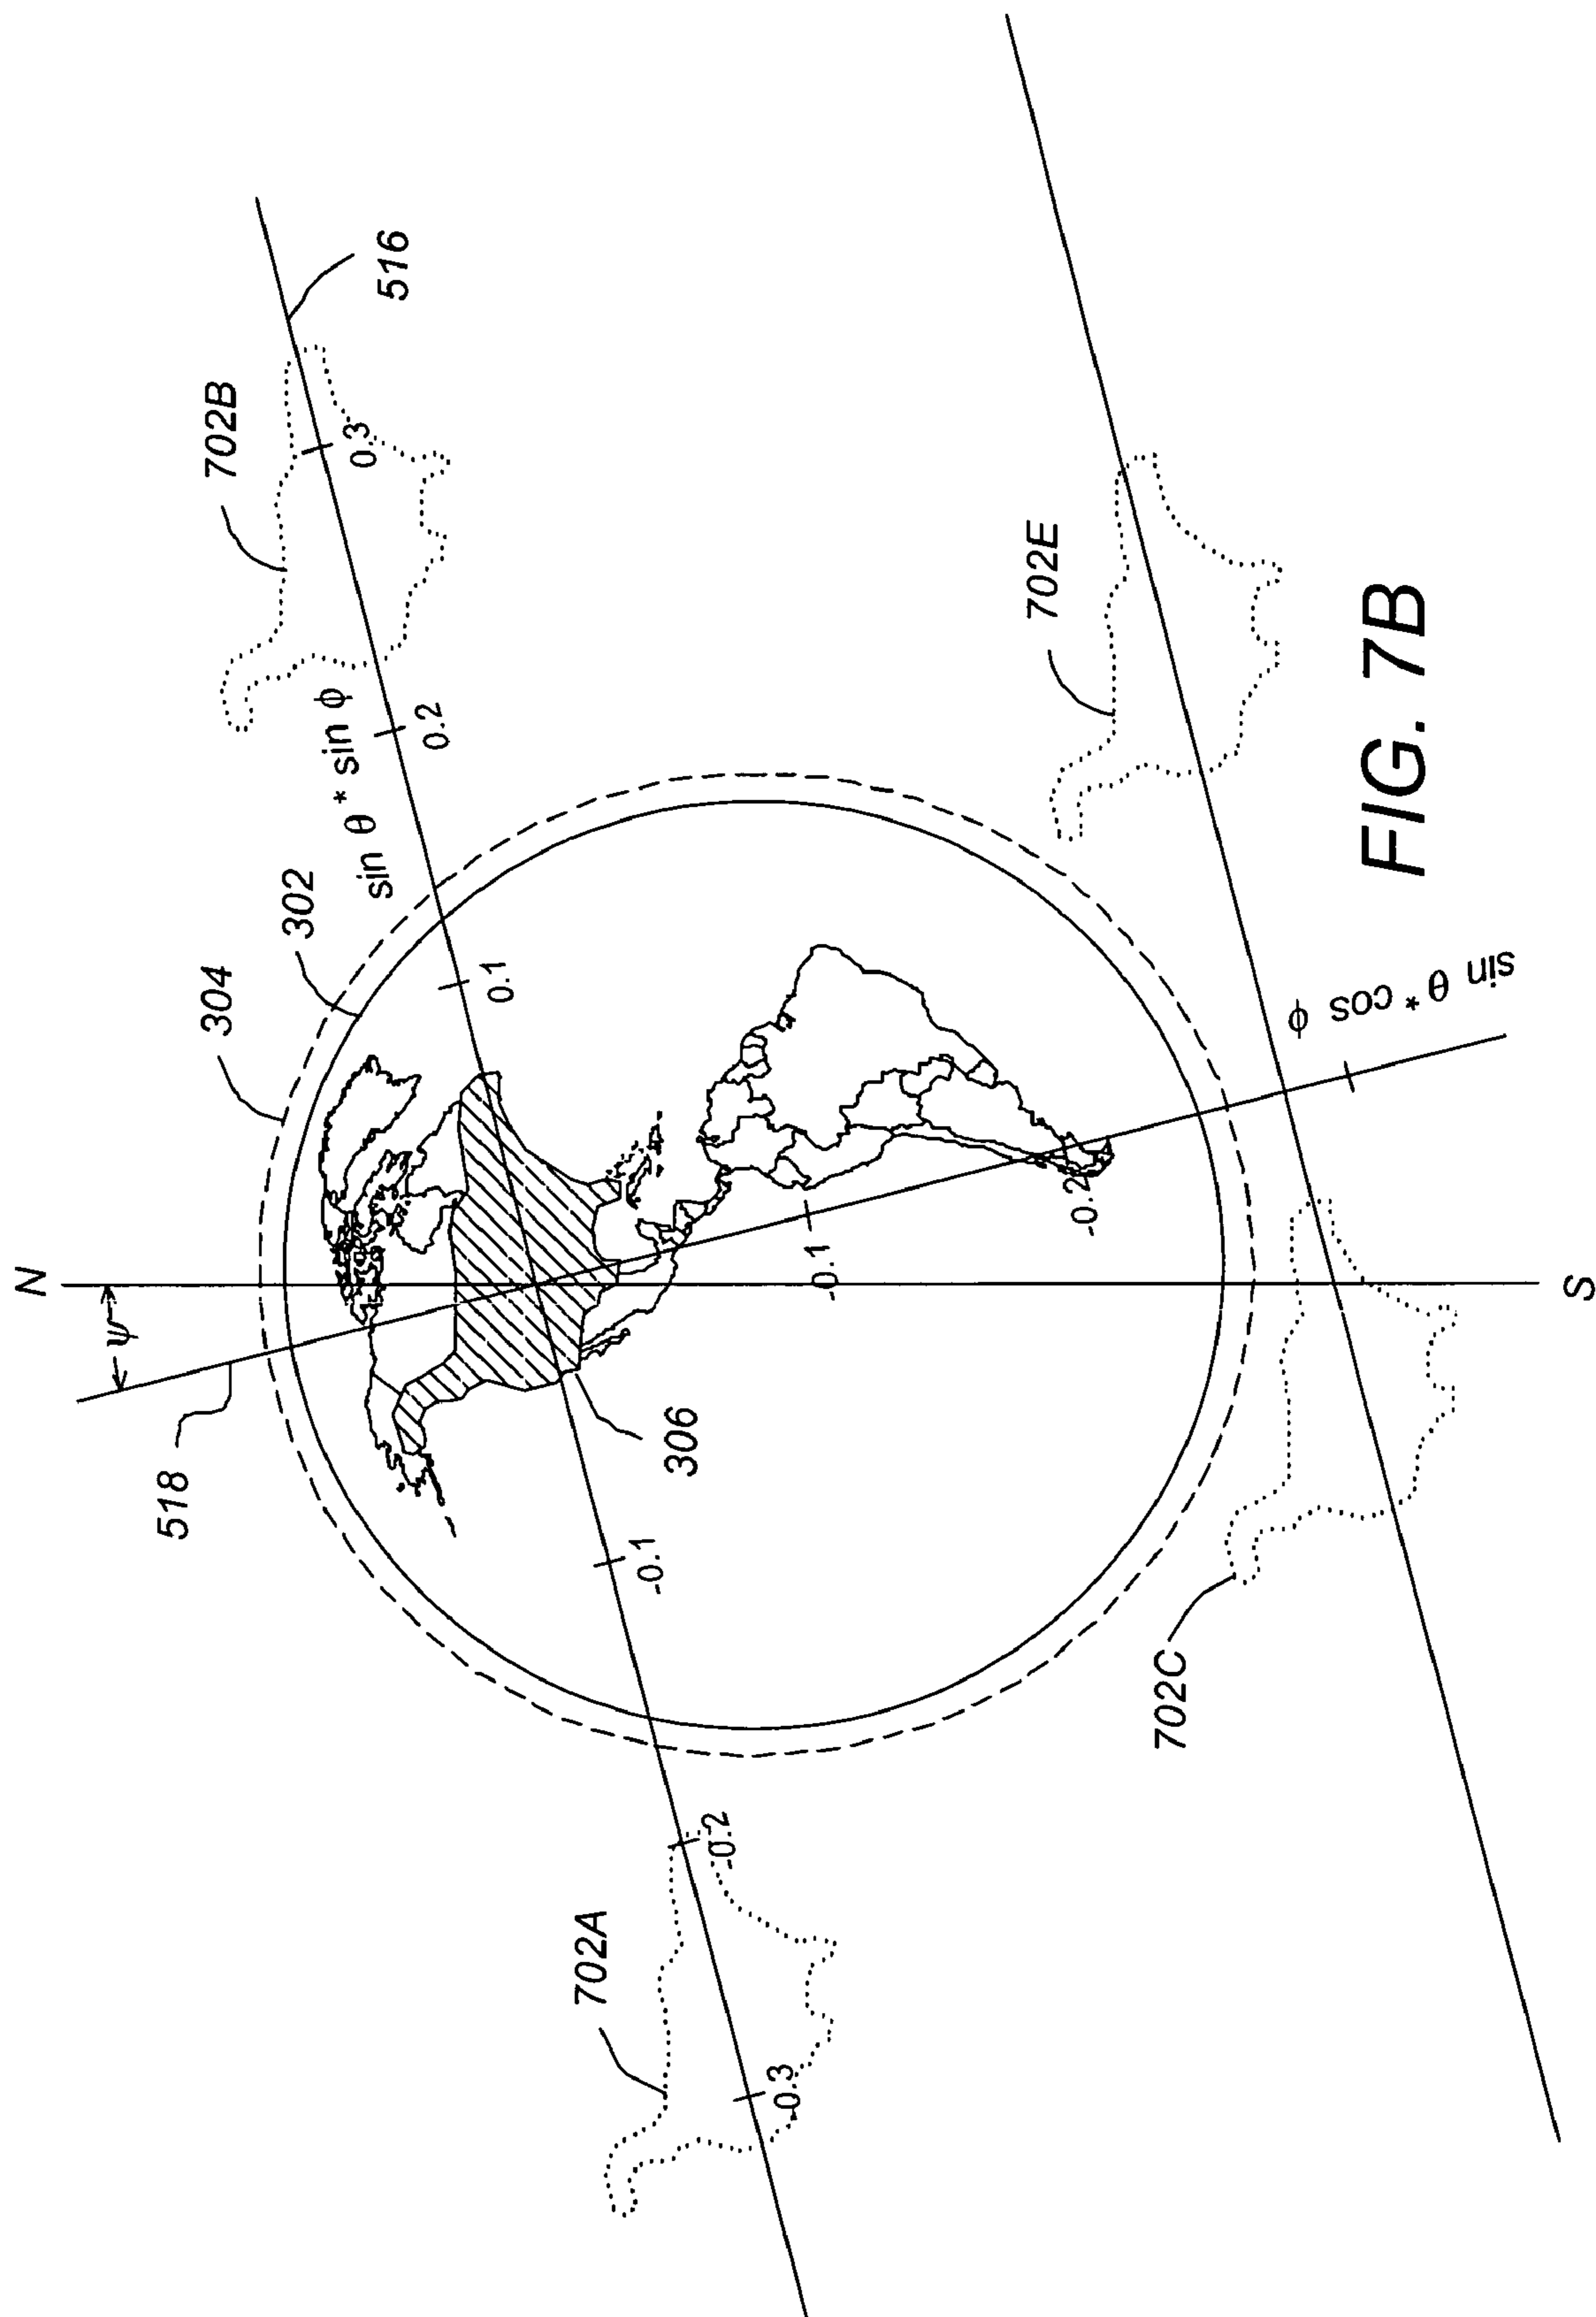 N
ψ
518
304
302
702B
516
sin θ * sin ϕ
0.3
0.2
0.1
306
-0.1
-0.2
-0.3
702A
-0.1
-0.2
702E
702C
sin θ * cos ϕ
S
FIG. 7B